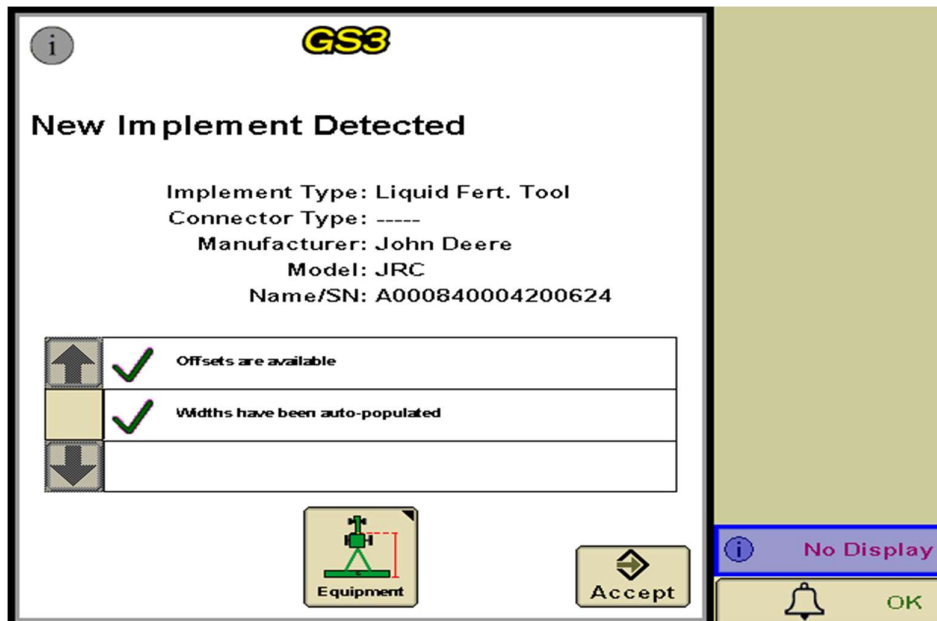 GS3
New Implement Detected
Implement Type: Liquid Fert. Tool
Connector Type: -----
Manufacturer: John Deere
Model: JRC
Name/SN: A000840004200624
Offsets are available
Widths have been auto-populated
Equipment
Accept
No Display
OK